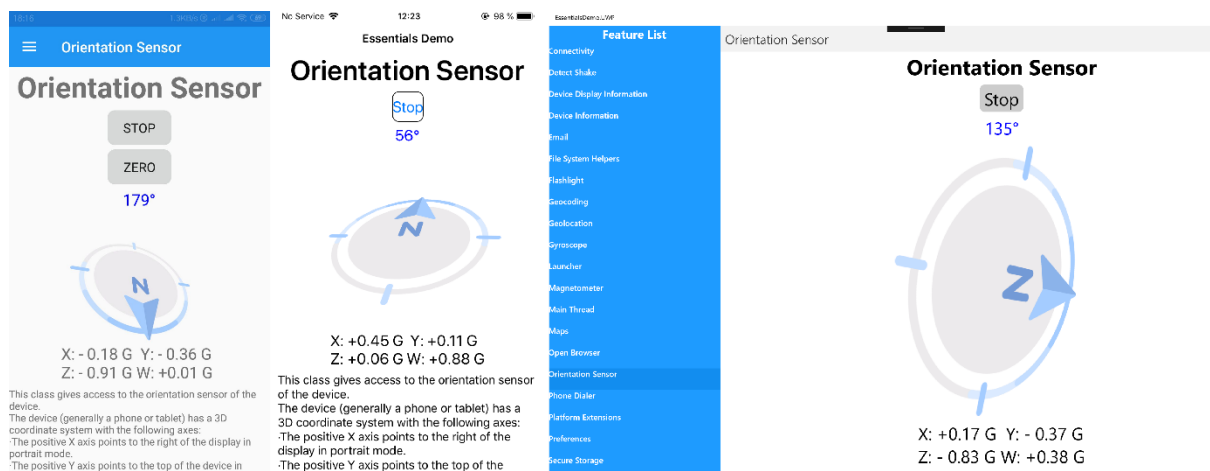 18:16
Orientation Sensor
Orientation Sensor
STOP
ZERO
179°
N
X: - 0.18 G Y: - 0.36 G
Z: - 0.91 G W: +0.01 G
This class gives access to the orientation sensor of the
device.
The device (generally a phone or tablet) has a 3D
coordinate system with the following axes:
·The positive X axis points to the right of the display in
portrait mode.
·The positive Y axis points to the top of the device in
No Service
12:23
98 %
Essentials Demo
Orientation Sensor
Stop
56°
N
X: +0.45 G Y: +0.11 G
Z: +0.06 G W: +0.88 G
This class gives access to the orientation sensor
of the device.
The device (generally a phone or tablet) has a
3D coordinate system with the following axes:
·The positive X axis points to the right of the
display in portrait mode.
·The positive Y axis points to the top of the
EssentialsDemo.UWP
Feature List
Connectivity
Detect Shake
Device Display Information
Device Information
Email
File System Helpers
Flashlight
Geocoding
Geolocation
Gyroscope
Launcher
Magnetometer
Main Thread
Maps
Open Browser
Orientation Sensor
Phone Dialer
Platform Extensions
Preferences
Secure Storage
Orientation Sensor
Orientation Sensor
Stop
135°
N
X: +0.17 G Y: - 0.37 G
Z: - 0.83 G W: +0.38 G